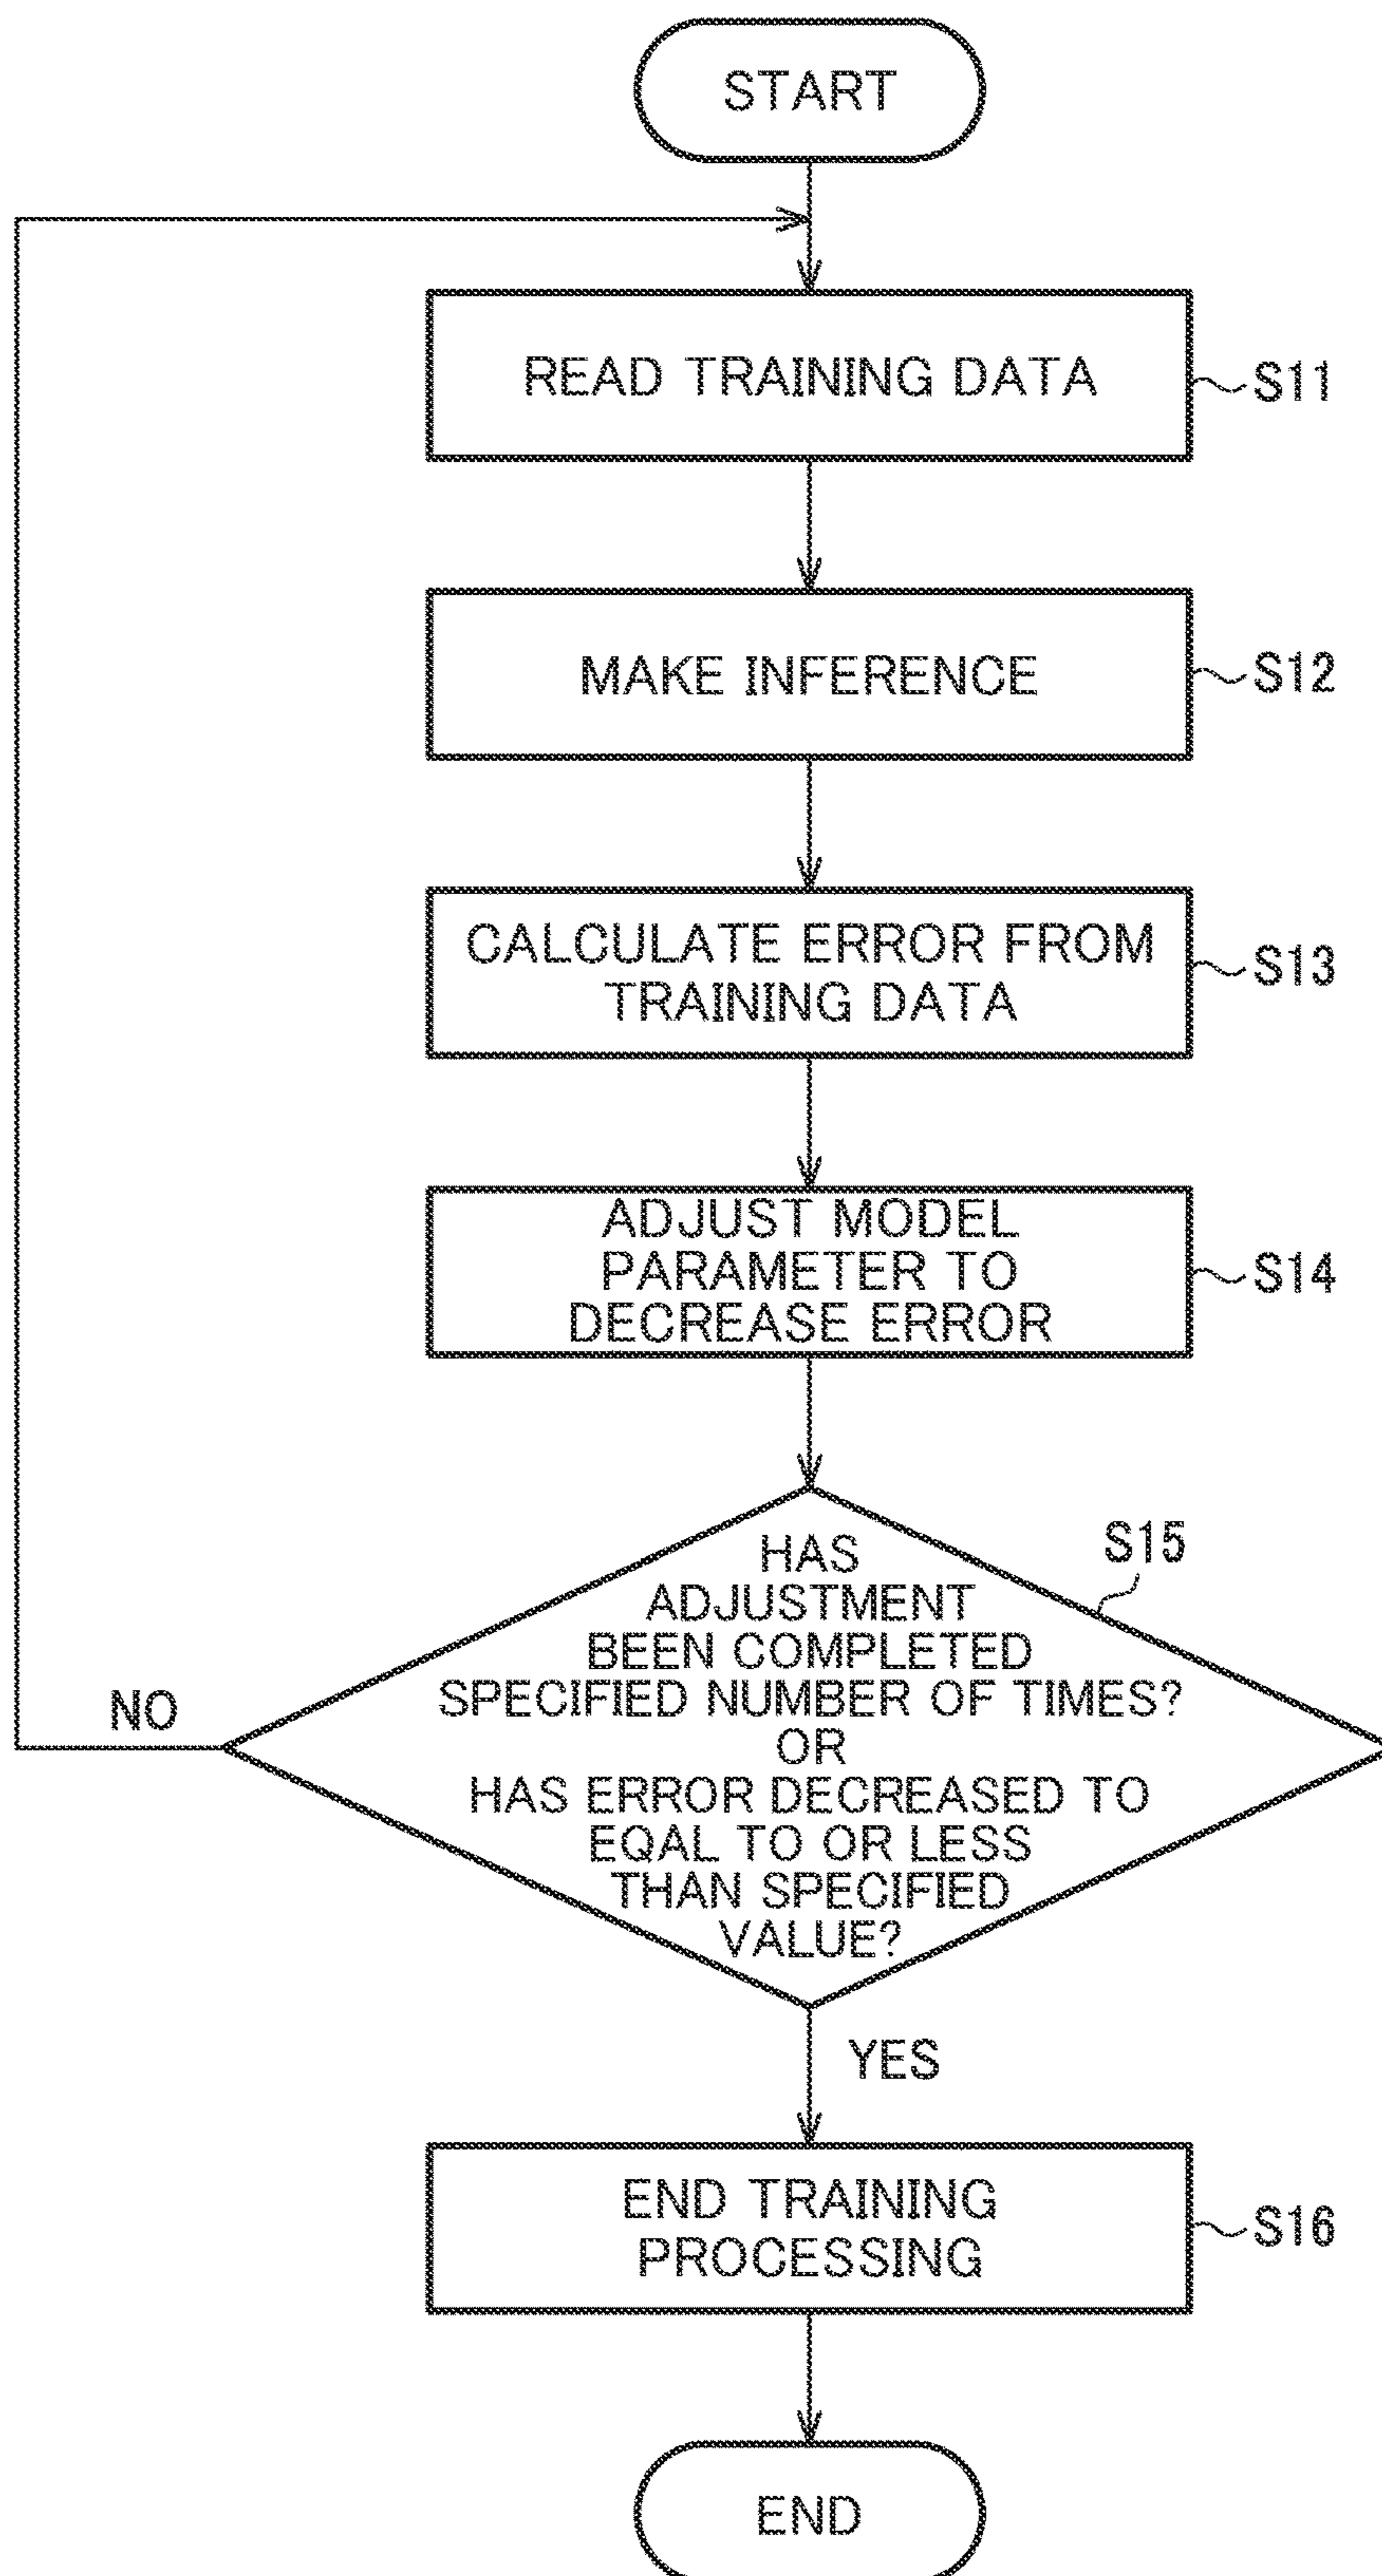 START
READ TRAINING DATA
S11
MAKE INFERENCE
S12
CALCULATE ERROR FROM
TRAINING DATA
S13
ADJUST MODEL
PARAMETER TO
DECREASE ERROR
S14
S15
HAS
ADJUSTMENT
BEEN COMPLETED
SPECIFIED NUMBER OF TIMES?
OR
HAS ERROR DECREASED TO
EQAL TO OR LESS
THAN SPECIFIED
VALUE?
NO
YES
END TRAINING
PROCESSING
S16
END